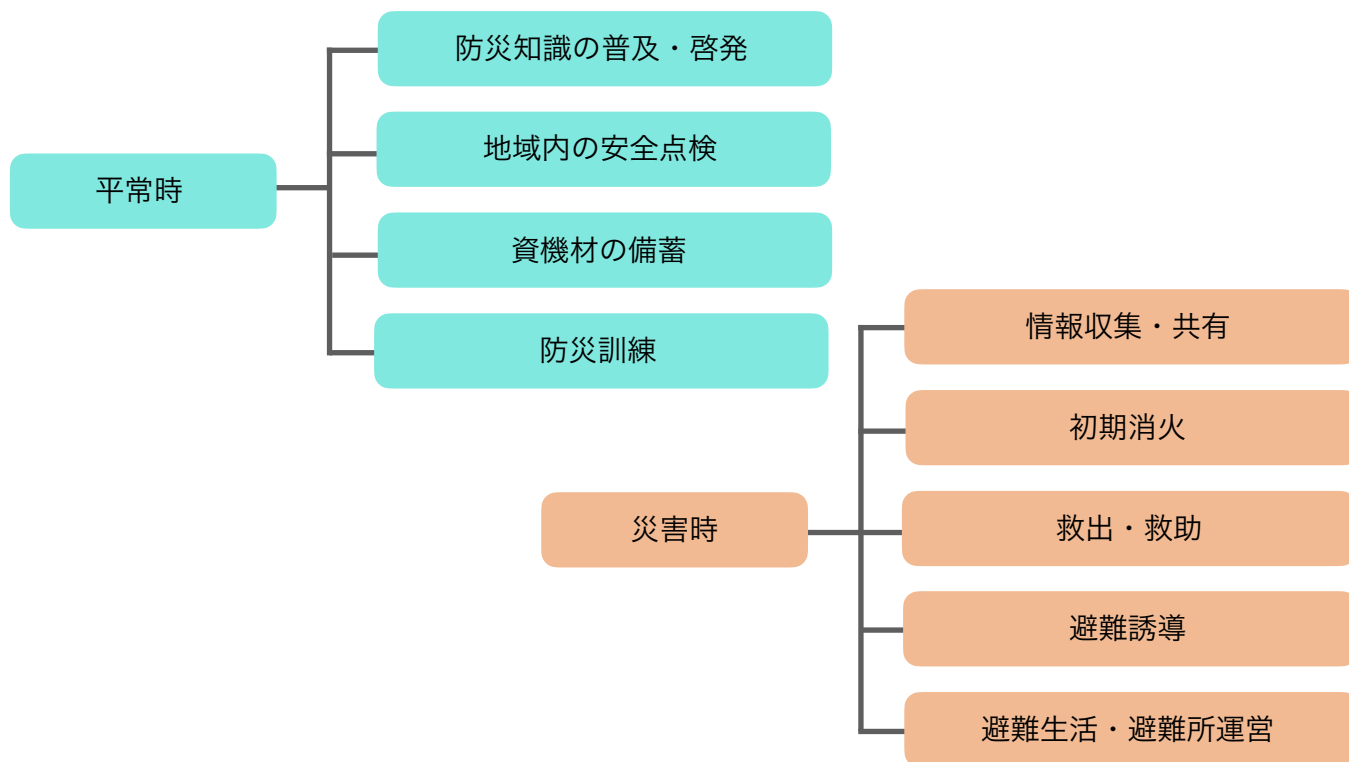 平常時
防災知識の普及・啓発
地域内の安全点検
資機材の備蓄
防災訓練
災害時
情報収集・共有
初期消火
救出・救助
避難誘導
避難生活・避難所運営